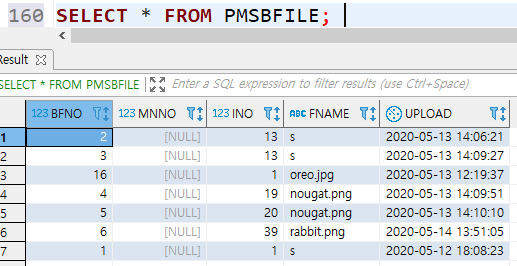 160 SELECT * FROM PMSBFILE;
Result
SELECT * FROM PMSBFILE Enter a SQL expression to filter results (use Ctrl+Space)
123 BFNO 123 MNNO 123 INO ABC FNAME UPLOAD
1 2 [NULL] 13 s 2020-05-13 14:06:21
2 3 [NULL] 13 s 2020-05-13 14:09:27
3 16 [NULL] 1 oreo.jpg 2020-05-13 12:19:37
4 4 [NULL] 19 nougat.png 2020-05-13 14:09:51
5 5 [NULL] 20 nougat.png 2020-05-13 14:10:10
6 6 [NULL] 39 rabbit.png 2020-05-14 13:51:05
7 1 [NULL] 1 s 2020-05-12 18:08:23